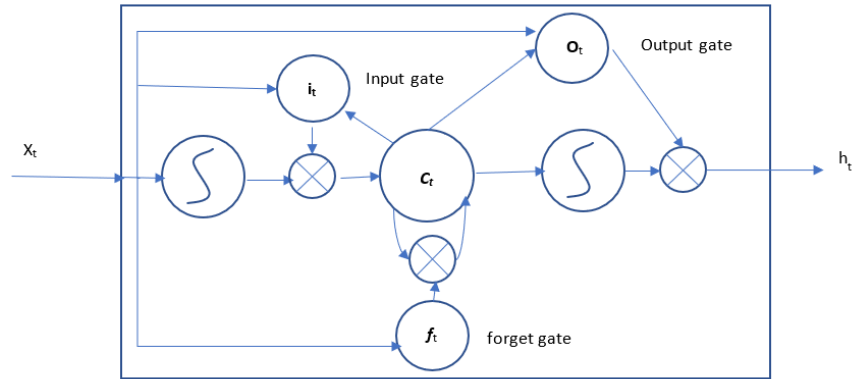 Oₜ
Output gate
Input gate
iₜ
Xₜ
hₜ
Cₜ
fₜ
forget gate